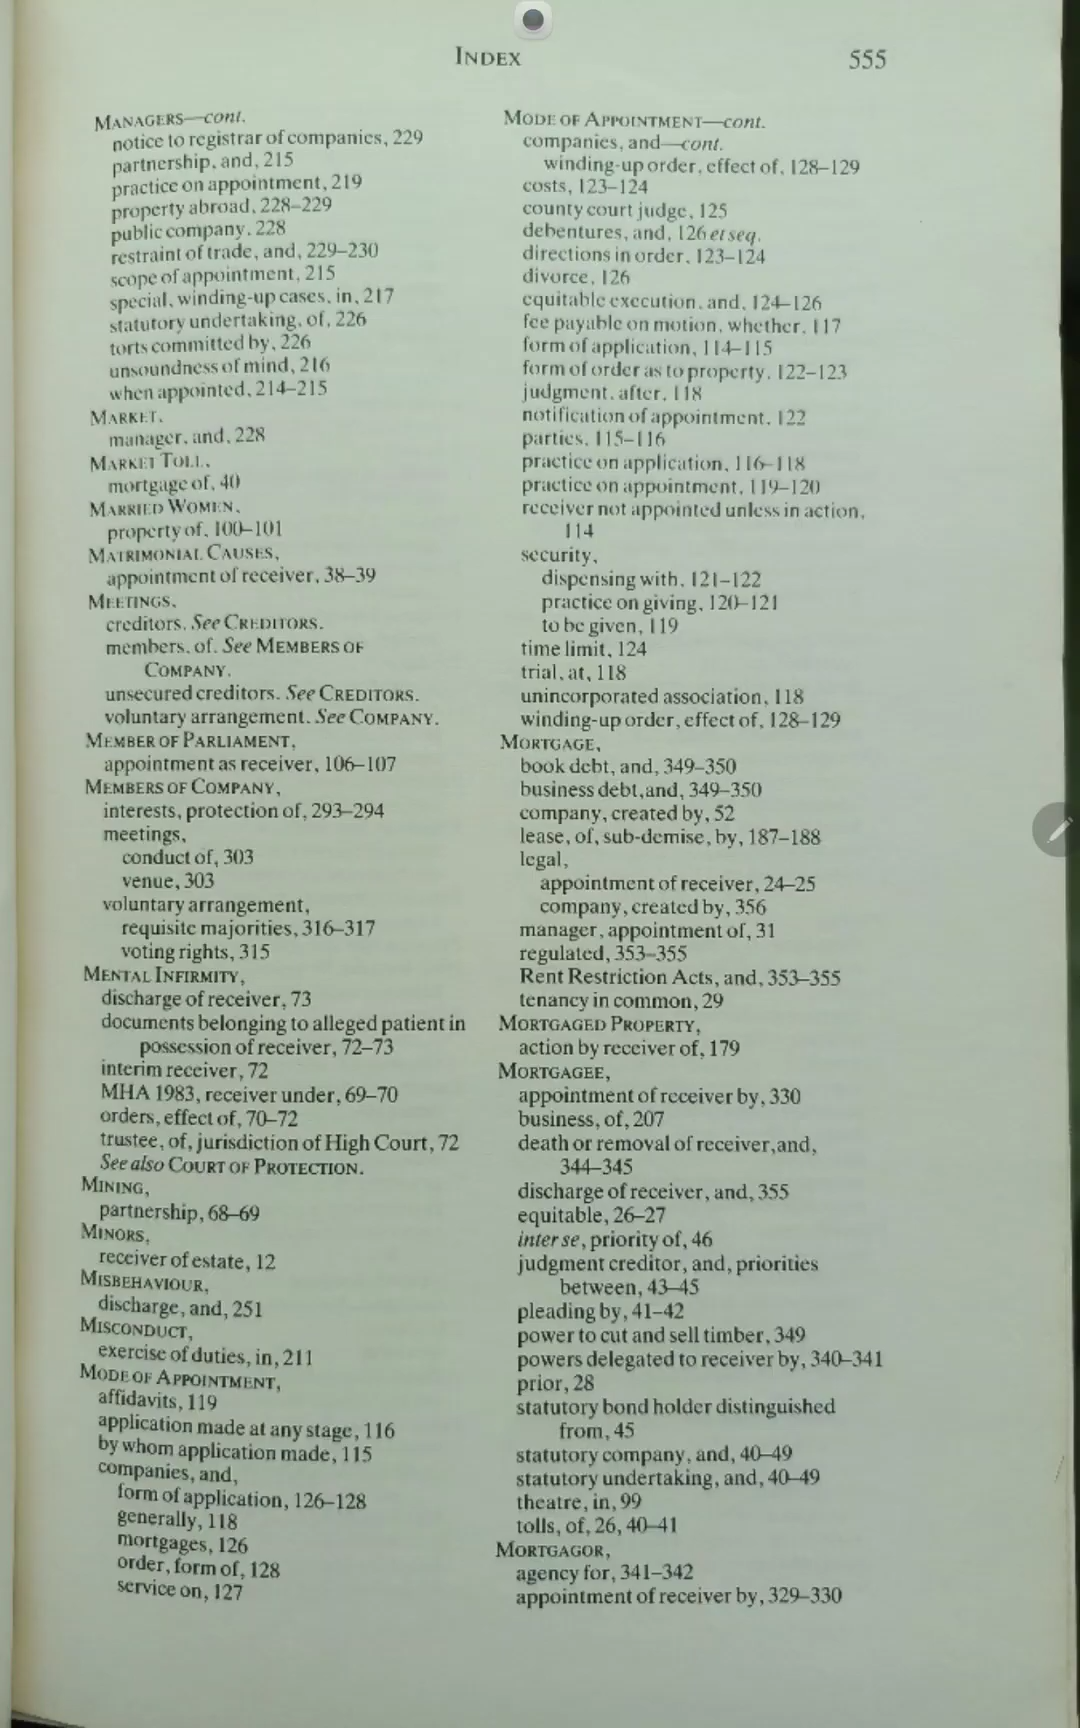 INDEX
555
MANAGERS—cont.
notice to registrar of companies, 229
partnership, and, 215
practice on appointment, 219
property abroad, 228–229
public company, 228
restraint of trade, and, 229–230
scope of appointment, 215
special, winding-up cases, in, 217
statutory undertaking, of, 226
torts committed by, 226
unsoundness of mind, 216
when appointed, 214–215
MARKET,
manager, and, 228
MARKET TOLL,
mortgage of, 40
MARRIED WOMEN,
property of, 100–101
MATRIMONIAL CAUSES,
appointment of receiver, 38–39
MEETINGS,
creditors. See CREDITORS.
members, of. See MEMBERS OF
COMPANY.
unsecured creditors. See CREDITORS.
voluntary arrangement. See COMPANY.
MEMBER OF PARLIAMENT,
appointment as receiver, 106–107
MEMBERS OF COMPANY,
interests, protection of, 293–294
meetings,
conduct of, 303
venue, 303
voluntary arrangement,
requisite majorities, 316–317
voting rights, 315
MENTAL INFIRMITY,
discharge of receiver, 73
documents belonging to alleged patient in
possession of receiver, 72–73
interim receiver, 72
MHA 1983, receiver under, 69–70
orders, effect of, 70–72
trustee, of, jurisdiction of High Court, 72
See also COURT OF PROTECTION.
MINING,
partnership, 68–69
MINORS,
receiver of estate, 12
MISBEHAVIOUR,
discharge, and, 251
MISCONDUCT,
exercise of duties, in, 211
MODE OF APPOINTMENT,
affidavits, 119
application made at any stage, 116
by whom application made, 115
companies, and,
form of application, 126–128
generally, 118
mortgages, 126
order, form of, 128
service on, 127
MODE OF APPOINTMENT—cont.
companies, and—cont.
winding-up order, effect of, 128–129
costs, 123–124
county court judge, 125
debentures, and, 126 et seq.
directions in order, 123–124
divorce, 126
equitable execution, and, 124–126
fee payable on motion, whether, 117
form of application, 114–115
form of order as to property, 122–123
judgment, after, 118
notification of appointment, 122
parties, 115–116
practice on application, 116–118
practice on appointment, 119–120
receiver not appointed unless in action,
114
security,
dispensing with, 121–122
practice on giving, 120–121
to be given, 119
time limit, 124
trial, at, 118
unincorporated association, 118
winding-up order, effect of, 128–129
MORTGAGE,
book debt, and, 349–350
business debt, and, 349–350
company, created by, 52
lease, of, sub-demise, by, 187–188
legal,
appointment of receiver, 24–25
company, created by, 356
manager, appointment of, 31
regulated, 353–355
Rent Restriction Acts, and, 353–355
tenancy in common, 29
MORTGAGED PROPERTY,
action by receiver of, 179
MORTGAGEE,
appointment of receiver by, 330
business, of, 207
death or removal of receiver, and,
344–345
discharge of receiver, and, 355
equitable, 26–27
inter se, priority of, 46
judgment creditor, and, priorities
between, 43–45
pleading by, 41–42
power to cut and sell timber, 349
powers delegated to receiver by, 340–341
prior, 28
statutory bond holder distinguished
from, 45
statutory company, and, 40–49
statutory undertaking, and, 40–49
theatre, in, 99
tolls, of, 26, 40–41
MORTGAGOR,
agency for, 341–342
appointment of receiver by, 329–330